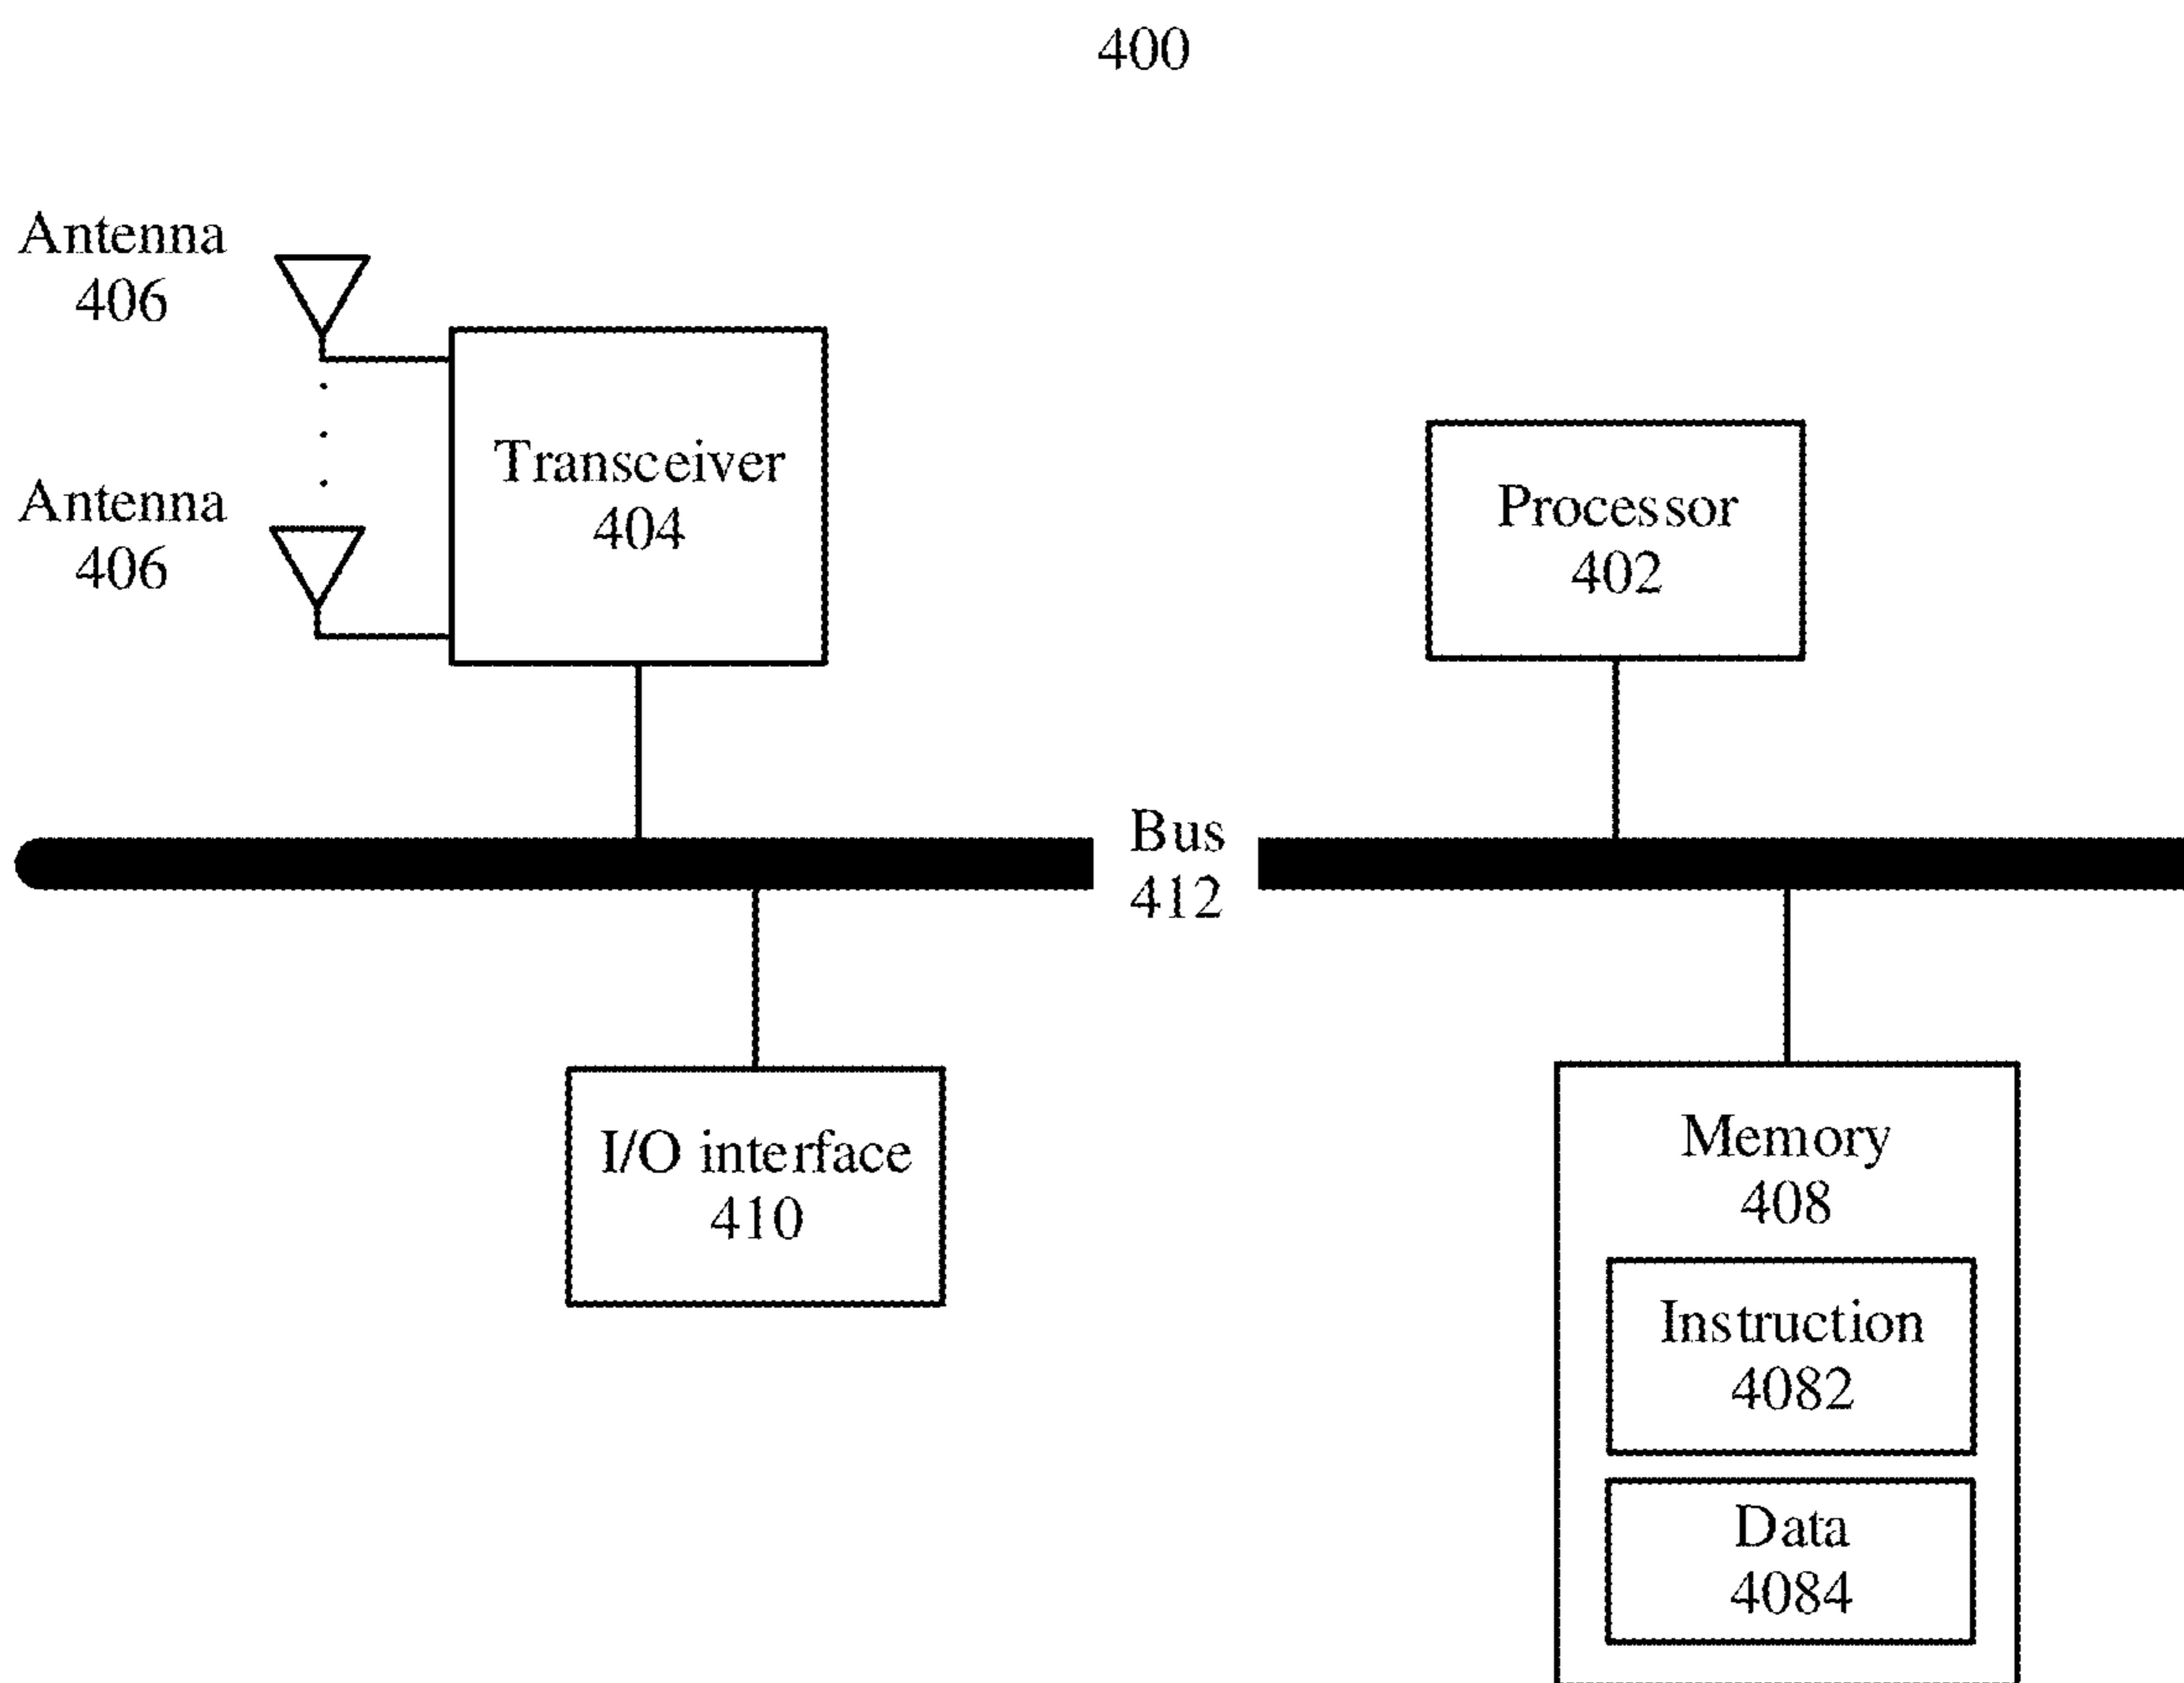 400
Antenna
406
Antenna
406
Transceiver
404
Processor
402
Bus
412
I/O interface
410
Memory
408
Instruction
4082
Data
4084